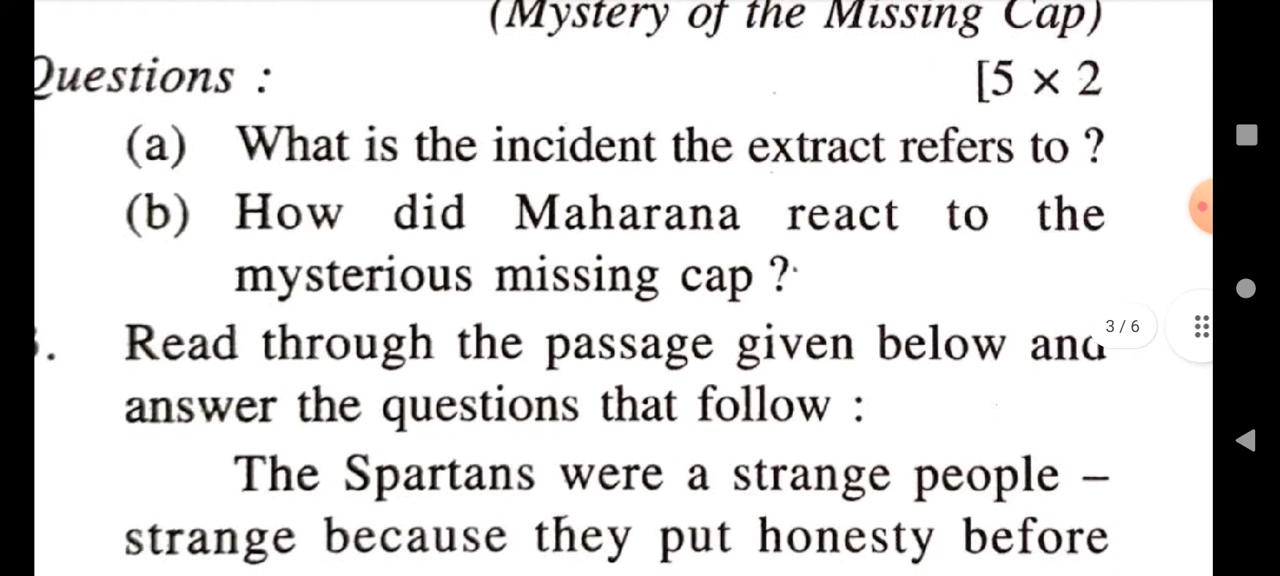 (Mystery of the Missing Cap)
Questions :
[5 × 2
(a) What is the incident the extract refers to ?
(b) How did Maharana react to the
mysterious missing cap ?
. Read through the passage given below and
answer the questions that follow :
The Spartans were a strange people –
strange because they put honesty before
3 / 6